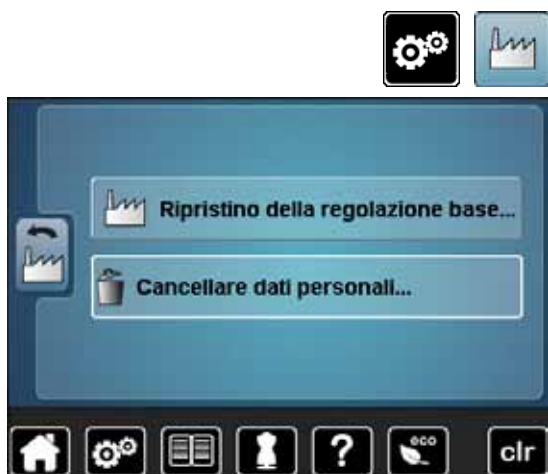 Ripristino della regolazione base...
Cancellare dati personali...
?
eco
clr